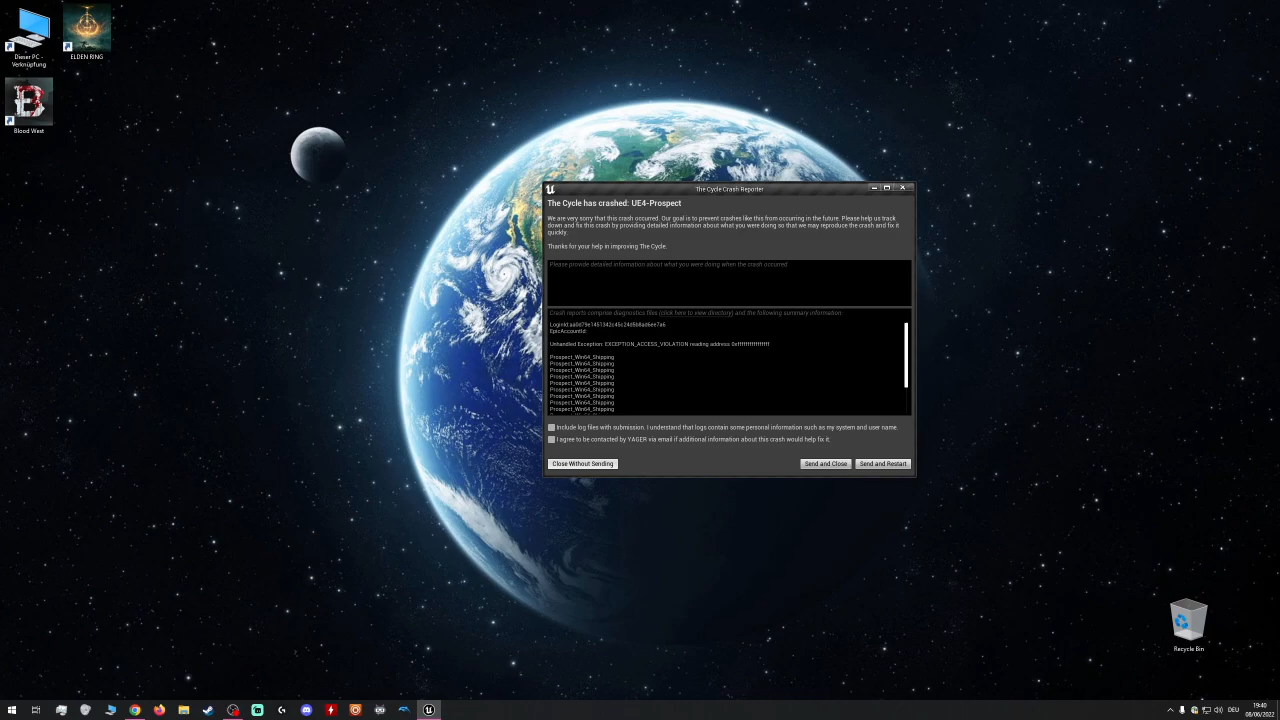 Dieser PC -
Verknüpfung
ELDEN RING
Blood West
The Cycle Crash Reporter
The Cycle has crashed: UE4-Prospect
We are very sorry that this crash occurred. Our goal is to prevent crashes like this from occurring in the future. Please help us track
down and fix this crash by providing detailed information about what you were doing so that we may reproduce the crash and fix it
quickly.
Thanks for your help in improving The Cycle.
Please provide detailed information about what you were doing when the crash occurred.
Crash reports comprise diagnostics files (click here to view directory) and the following summary information:
EpicAccountId:
Unhandled Exception: EXCEPTION_ACCESS_VIOLATION reading address 0xffffffffffffffff
Prospect_Win64_Shipping
Prospect_Win64_Shipping
Prospect_Win64_Shipping
Prospect_Win64_Shipping
Prospect_Win64_Shipping
Prospect_Win64_Shipping
Prospect_Win64_Shipping
Prospect_Win64_Shipping
Prospect_Win64_Shipping
Include log files with submission. I understand that logs contain some personal information such as my system and user name.
I agree to be contacted by YAGER via email if additional information about this crash would help fix it.
Close Without Sending
Send and Close
Send and Restart
Recycle Bin
DEU
19:40
08/06/2022